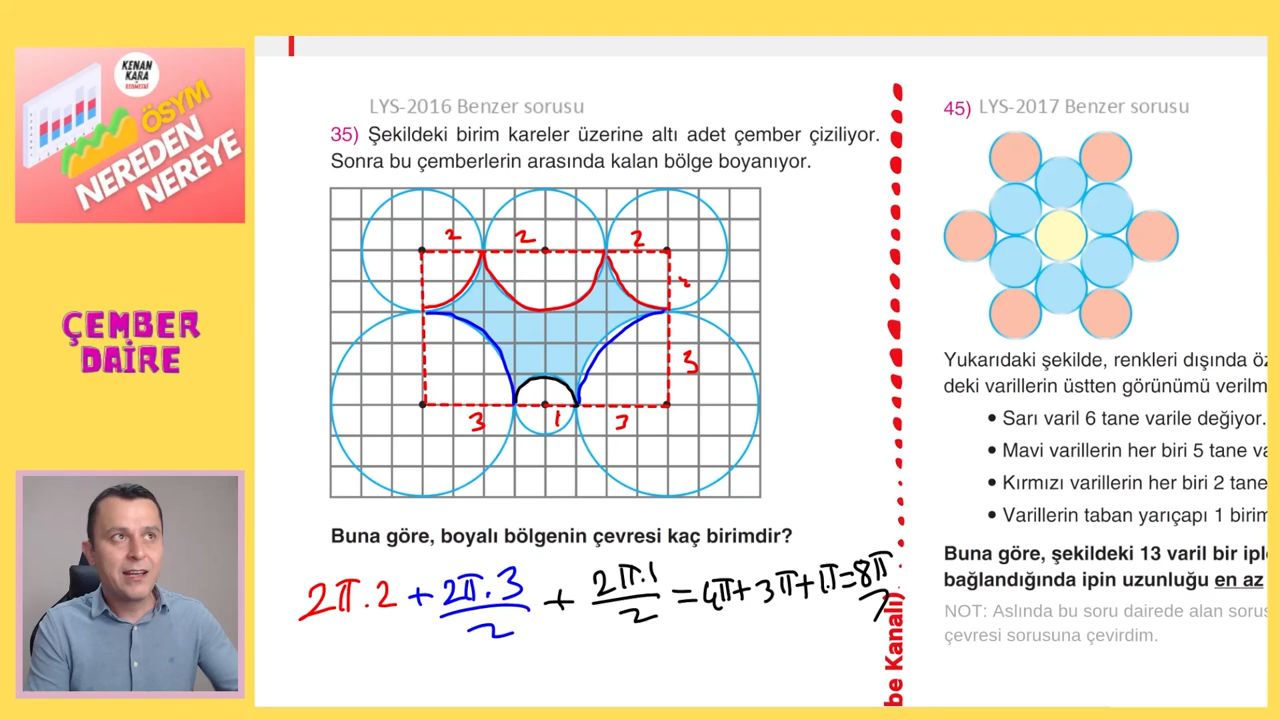 KENAN
KARA
ile
GEOMETRİ
ÖSYM
NEREDEN
NEREYE
ÇEMBER
DAİRE
LYS-2016 Benzer sorusu
35) Şekildeki birim kareler üzerine altı adet çember çiziliyor.
Sonra bu çemberlerin arasında kalan bölge boyanıyor.
2 2 2
3
3 1 3
Buna göre, boyalı bölgenin çevresi kaç birimdir?
2π.2 + 2π.3/2 + 2π.1/2 = 4π+3π+1π=8π
be Kanalı)
45) LYS-2017 Benzer sorusu
Yukarıdaki şekilde, renkleri dışında öz
deki varillerin üstten görünümü verilm
• Sarı varil 6 tane varile değiyor.
• Mavi varillerin her biri 5 tane va
• Kırmızı varillerin her biri 2 tane
• Varillerin taban yarıçapı 1 birim
Buna göre, şekildeki 13 varil bir iple
bağlandığında ipin uzunluğu en az
NOT: Aslında bu soru dairede alan sorus
çevresi sorusuna çevirdim.